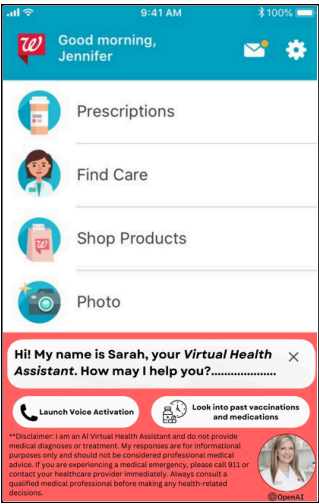 9:41 AM
100%
Good morning,
Jennifer
Prescriptions
Find Care
Shop Products
Photo
Hi! My name is Sarah, your Virtual Health
Assistant. How may I help you?.....................
Launch Voice Activation
Look into past vaccinations
and medications
**Disclaimer: I am an AI Virtual Health Assistant and do not provide
medical diagnoses or treatment. My responses are for informational
purposes only and should not be considered professional medical
advice. If you are experiencing a medical emergency, please call 911 or
contact your healthcare provider immediately. Always consult a
qualified medical professional before making any health-related
decisions.
OpenAI